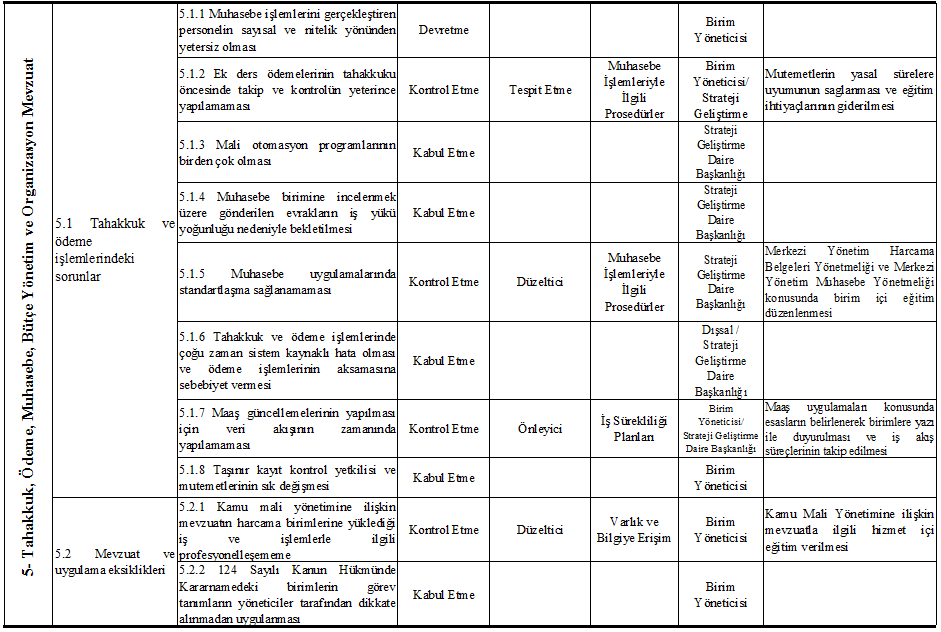 5- Tahakkuk, Ödeme, Muhasebe, Bütçe Yönetim ve Organizasyon Mevzuat
5.1 Tahakkuk ve
ödeme
işlemlerindeki
sorunlar
5.1.1 Muhasebe işlemlerini gerçekleştiren
personelin sayısal ve nitelik yönünden
yetersiz olması
Devretme
Birim
Yöneticisi
5.1.2 Ek ders ödemelerinin tahakkuku
öncesinde takip ve kontrolün yeterince
yapılamaması
Kontrol Etme
Tespit Etme
Muhasebe
İşlemleriyle
İlgili
Prosedürler
Birim
Yöneticisi/
Strateji
Geliştirme
Mutemetlerin yasal sürelere
uyumunun saglanması ve eğitim
ihtiyaçlarının giderilmesi
5.1.3 Mali otomasyon programlarının
birden çok olması
Kabul Etme
Strateji
Geliştirme
Daire
Başkanlığı
5.1.4 Muhasebe birimine incelenmek
üzere gönderilen evrakların iş yükü
yoğunluğu nedeniyle bekletilmesi
Kabul Etme
Strateji
Geliştirme
Daire
Başkanlığı
5.1.5 Muhasebe uygulamalarında
standartlaşma sağlanamaması
Kontrol Etme
Düzeltici
Muhasebe
İşlemleriyle
İlgili
Prosedürler
Strateji
Geliştirme
Daire
Başkanlığı
Merkezi Yönetim Harcama
Belgeleri Yönetmeliği ve Merkezi
Yönetim Muhasebe Yönetmeliği
konusunda birim içi eğitim
düzenlenmesi
5.1.6 Tahakkuk ve ödeme işlemlerinde
çoğu zaman sistem kaynaklı hata olması
ve ödeme işlemlerinin aksamasına
sebebiyet vermesi
Kabul Etme
Dışsal /
Strateji
Geliştirme
Daire
Başkanlığı
5.1.7 Maaş güncellemelerinin yapılması
için veri akışının zamanında
yapılamaması
Kontrol Etme
Önleyici
İş Sürekliliği
Planları
Birim
Yöneticisi/
Strateji Geliştirme
Daire Başkanlığı
Maaş uygulamaları konusunda
esasların belirlenerek birimlere yazı
ile duyurulması ve iş akış
süreçlerinin takip edilmesi
5.1.8 Taşınır kayıt kontrol yetkilisi ve
mutemetlerinin sık değişmesi
Kabul Etme
Birim
Yöneticisi
5.2 Mevzuat ve
uygulama eksiklikleri
5.2.1 Kamu mali yönetimine ilişkin
mevzuatın harcama birimlerine yüklediği
iş ve işlemlerle ilgili
profesyonelleşememe
Kontrol Etme
Düzeltici
Varlık ve
Bilgiye Erişim
Birim
Yöneticisi
Kamu Mali Yönetimine ilişkin
mevzuatla ilgili hizmet içi
eğitim verilmesi
5.2.2 124 Sayılı Kanun Hükmünde
Kararnamedeki birimlerin görev
tanımların yöneticiler tarafından dikkate
alınmadan uygulanması
Kabul Etme
Birim
Yöneticisi